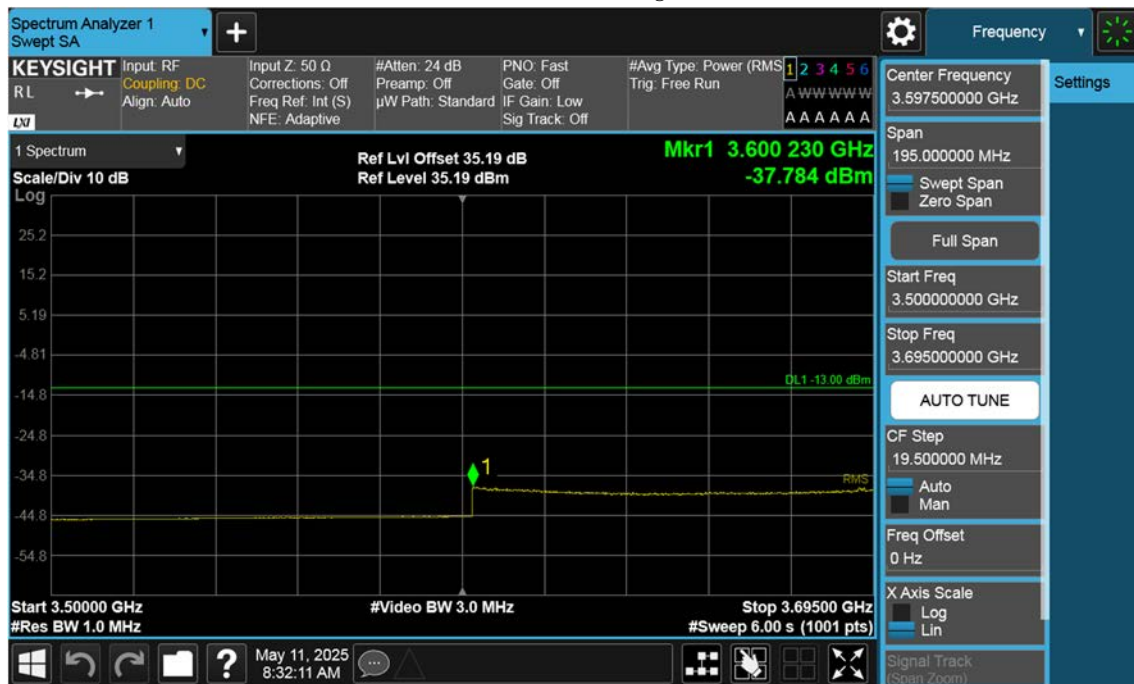 Spectrum Analyzer 1
Swept SA
Frequency
KEYSIGHT
RL
LXI
Input: RF
Coupling: DC
Align: Auto
Input Z: 50 Ω
Corrections: Off
Freq Ref: Int (S)
NFE: Adaptive
#Atten: 24 dB
Preamp: Off
µW Path: Standard
PNO: Fast
Gate: Off
IF Gain: Low
Sig Track: Off
#Avg Type: Power (RMS
Trig: Free Run
1 2 3 4 5 6
A W W W W W
A A A A A A
1 Spectrum
Scale/Div 10 dB
Ref Lvl Offset 35.19 dB
Ref Level 35.19 dBm
Mkr1 3.600 230 GHz
-37.784 dBm
Log
25.2
15.2
5.19
-4.81
DL1 -13.00 dBm
-14.8
-24.8
1
-34.8
RMS
-44.8
-54.8
Start 3.50000 GHz
#Res BW 1.0 MHz
#Video BW 3.0 MHz
Stop 3.69500 GHz
#Sweep 6.00 s (1001 pts)
Center Frequency
3.597500000 GHz
Settings
Span
195.000000 MHz
Swept Span
Zero Span
Full Span
Start Freq
3.500000000 GHz
Stop Freq
3.695000000 GHz
AUTO TUNE
CF Step
19.500000 MHz
Auto
Man
Freq Offset
0 Hz
X Axis Scale
Log
Lin
Signal Track
(Span Zoom)
?
May 11, 2025
8:32:11 AM